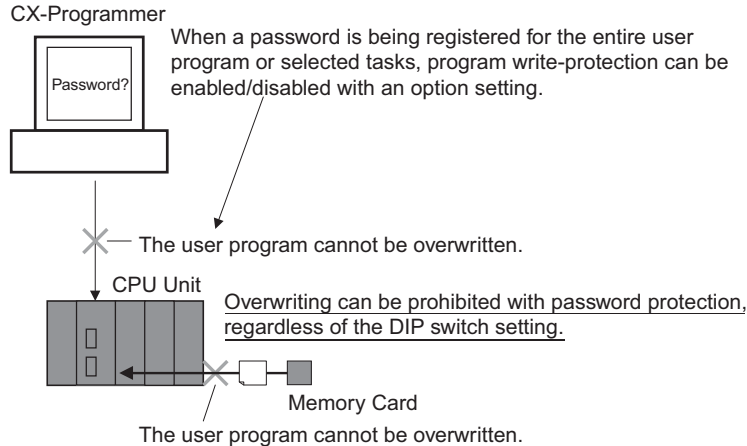 CX-Programmer
When a password is being registered for the entire user
program or selected tasks, program write-protection can be
enabled/disabled with an option setting.
Password?
The user program cannot be overwritten.
CPU Unit
Overwriting can be prohibited with password protection,
regardless of the DIP switch setting.
Memory Card
The user program cannot be overwritten.